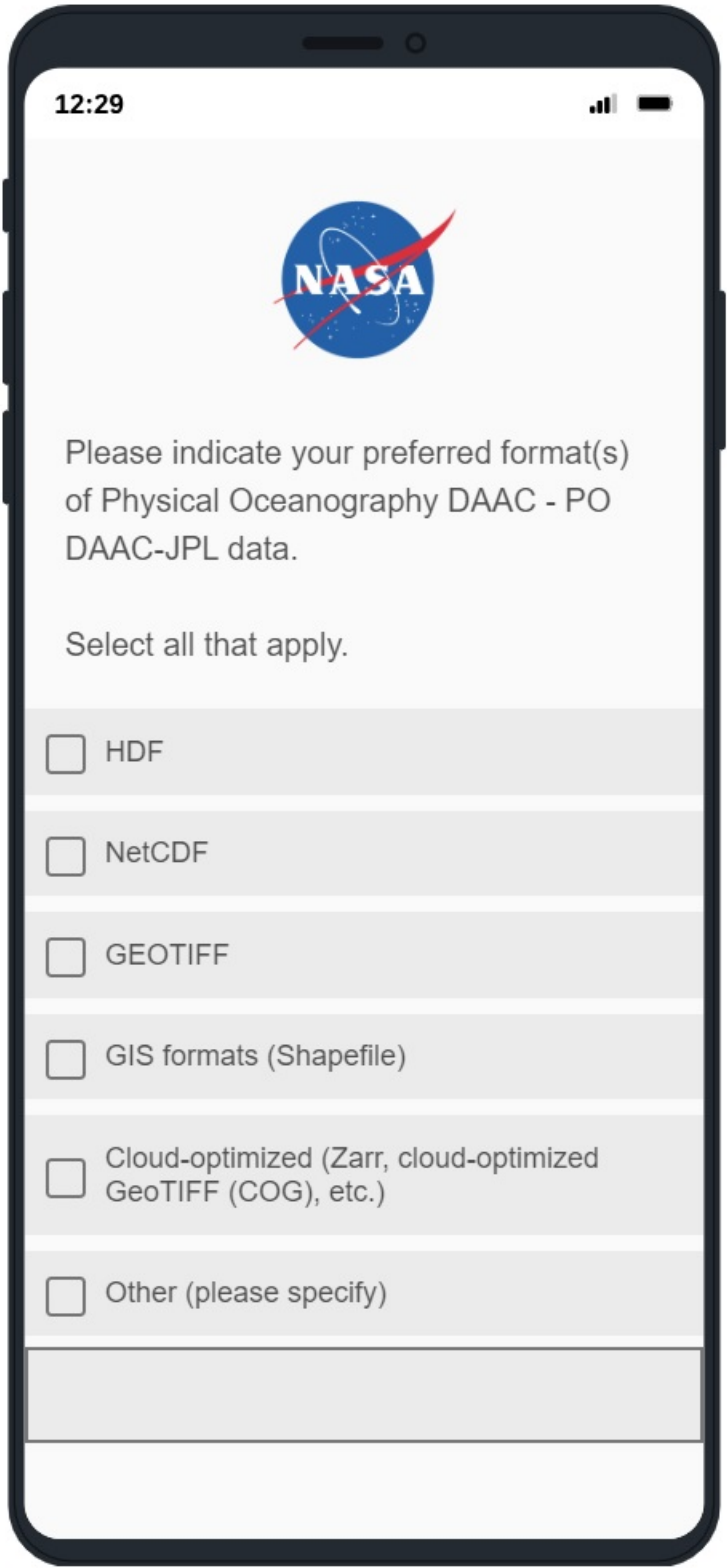 12:29
NASA
Please indicate your preferred format(s)
of Physical Oceanography DAAC - PO
DAAC-JPL data.
Select all that apply.
HDF
NetCDF
GEOTIFF
GIS formats (Shapefile)
Cloud-optimized (Zarr, cloud-optimized
GeoTIFF (COG), etc.)
Other (please specify)